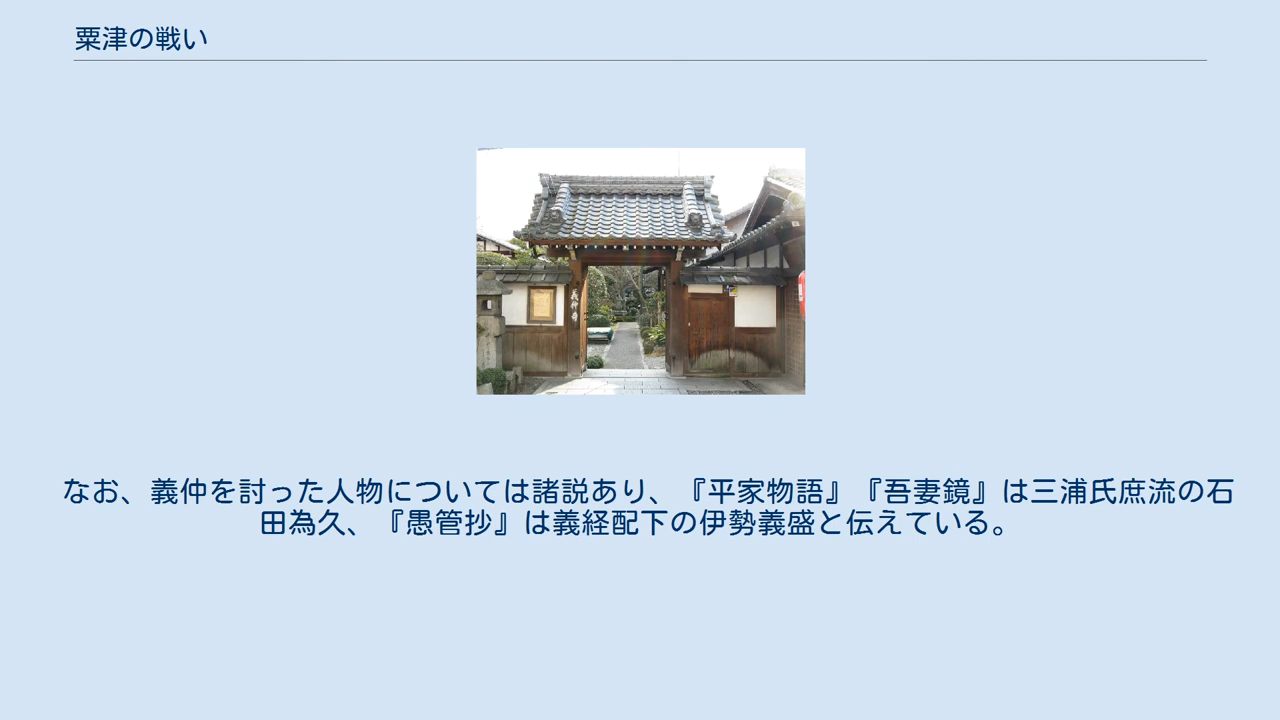 粟津の戦い
義仲寺
なお、義仲を討った人物については諸説あり、『平家物語』『吾妻鏡』は三浦氏庶流の石
田為久、『愚管抄』は義経配下の伊勢義盛と伝えている。